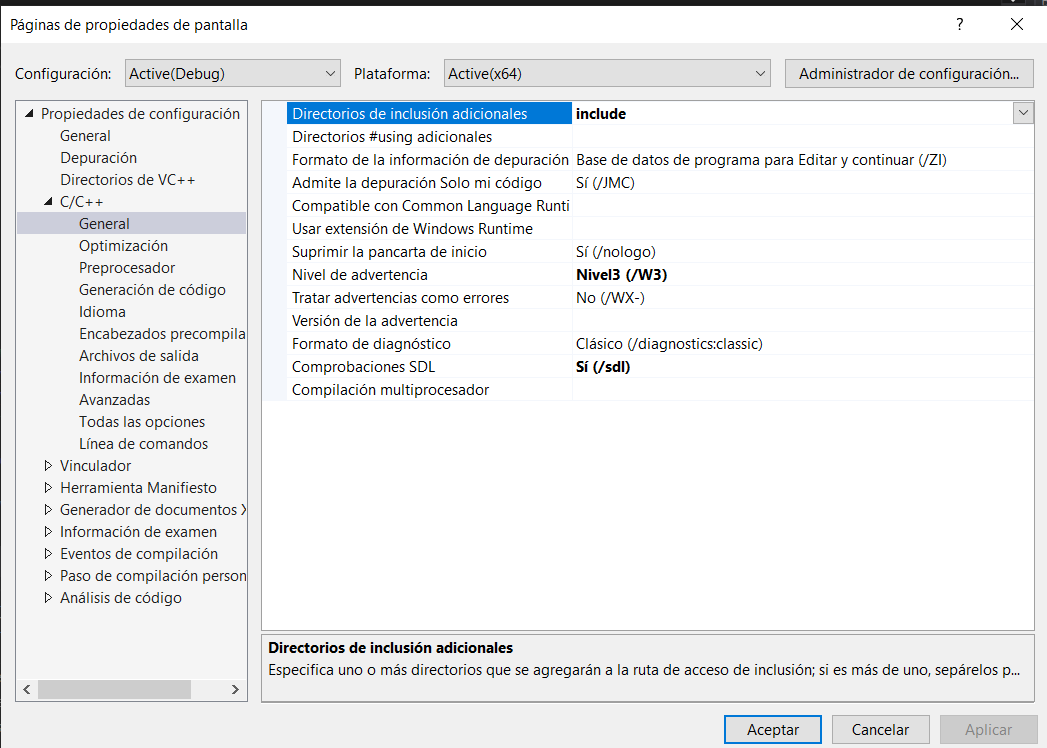 Páginas de propiedades de pantalla
?
Configuración: Active(Debug) Plataforma: Active(x64) Administrador de configuración...
Propiedades de configuración
General
Depuración
Directorios de VC++
C/C++
General
Optimización
Preprocesador
Generación de código
Idioma
Encabezados precompila
Archivos de salida
Información de examen
Avanzadas
Todas las opciones
Línea de comandos
Vinculador
Herramienta Manifiesto
Generador de documentos X
Información de examen
Eventos de compilación
Paso de compilación person
Análisis de código
Directorios de inclusión adicionales include
Directorios #using adicionales
Formato de la información de depuración Base de datos de programa para Editar y continuar (/ZI)
Admite la depuración Solo mi código Sí (/JMC)
Compatible con Common Language Runti
Usar extensión de Windows Runtime
Suprimir la pancarta de inicio Sí (/nologo)
Nivel de advertencia Nivel3 (/W3)
Tratar advertencias como errores No (/WX-)
Versión de la advertencia
Formato de diagnóstico Clásico (/diagnostics:classic)
Comprobaciones SDL Sí (/sdl)
Compilación multiprocesador
Directorios de inclusión adicionales
Especifica uno o más directorios que se agregarán a la ruta de acceso de inclusión; si es más de uno, sepárelos p...
Aceptar Cancelar Aplicar